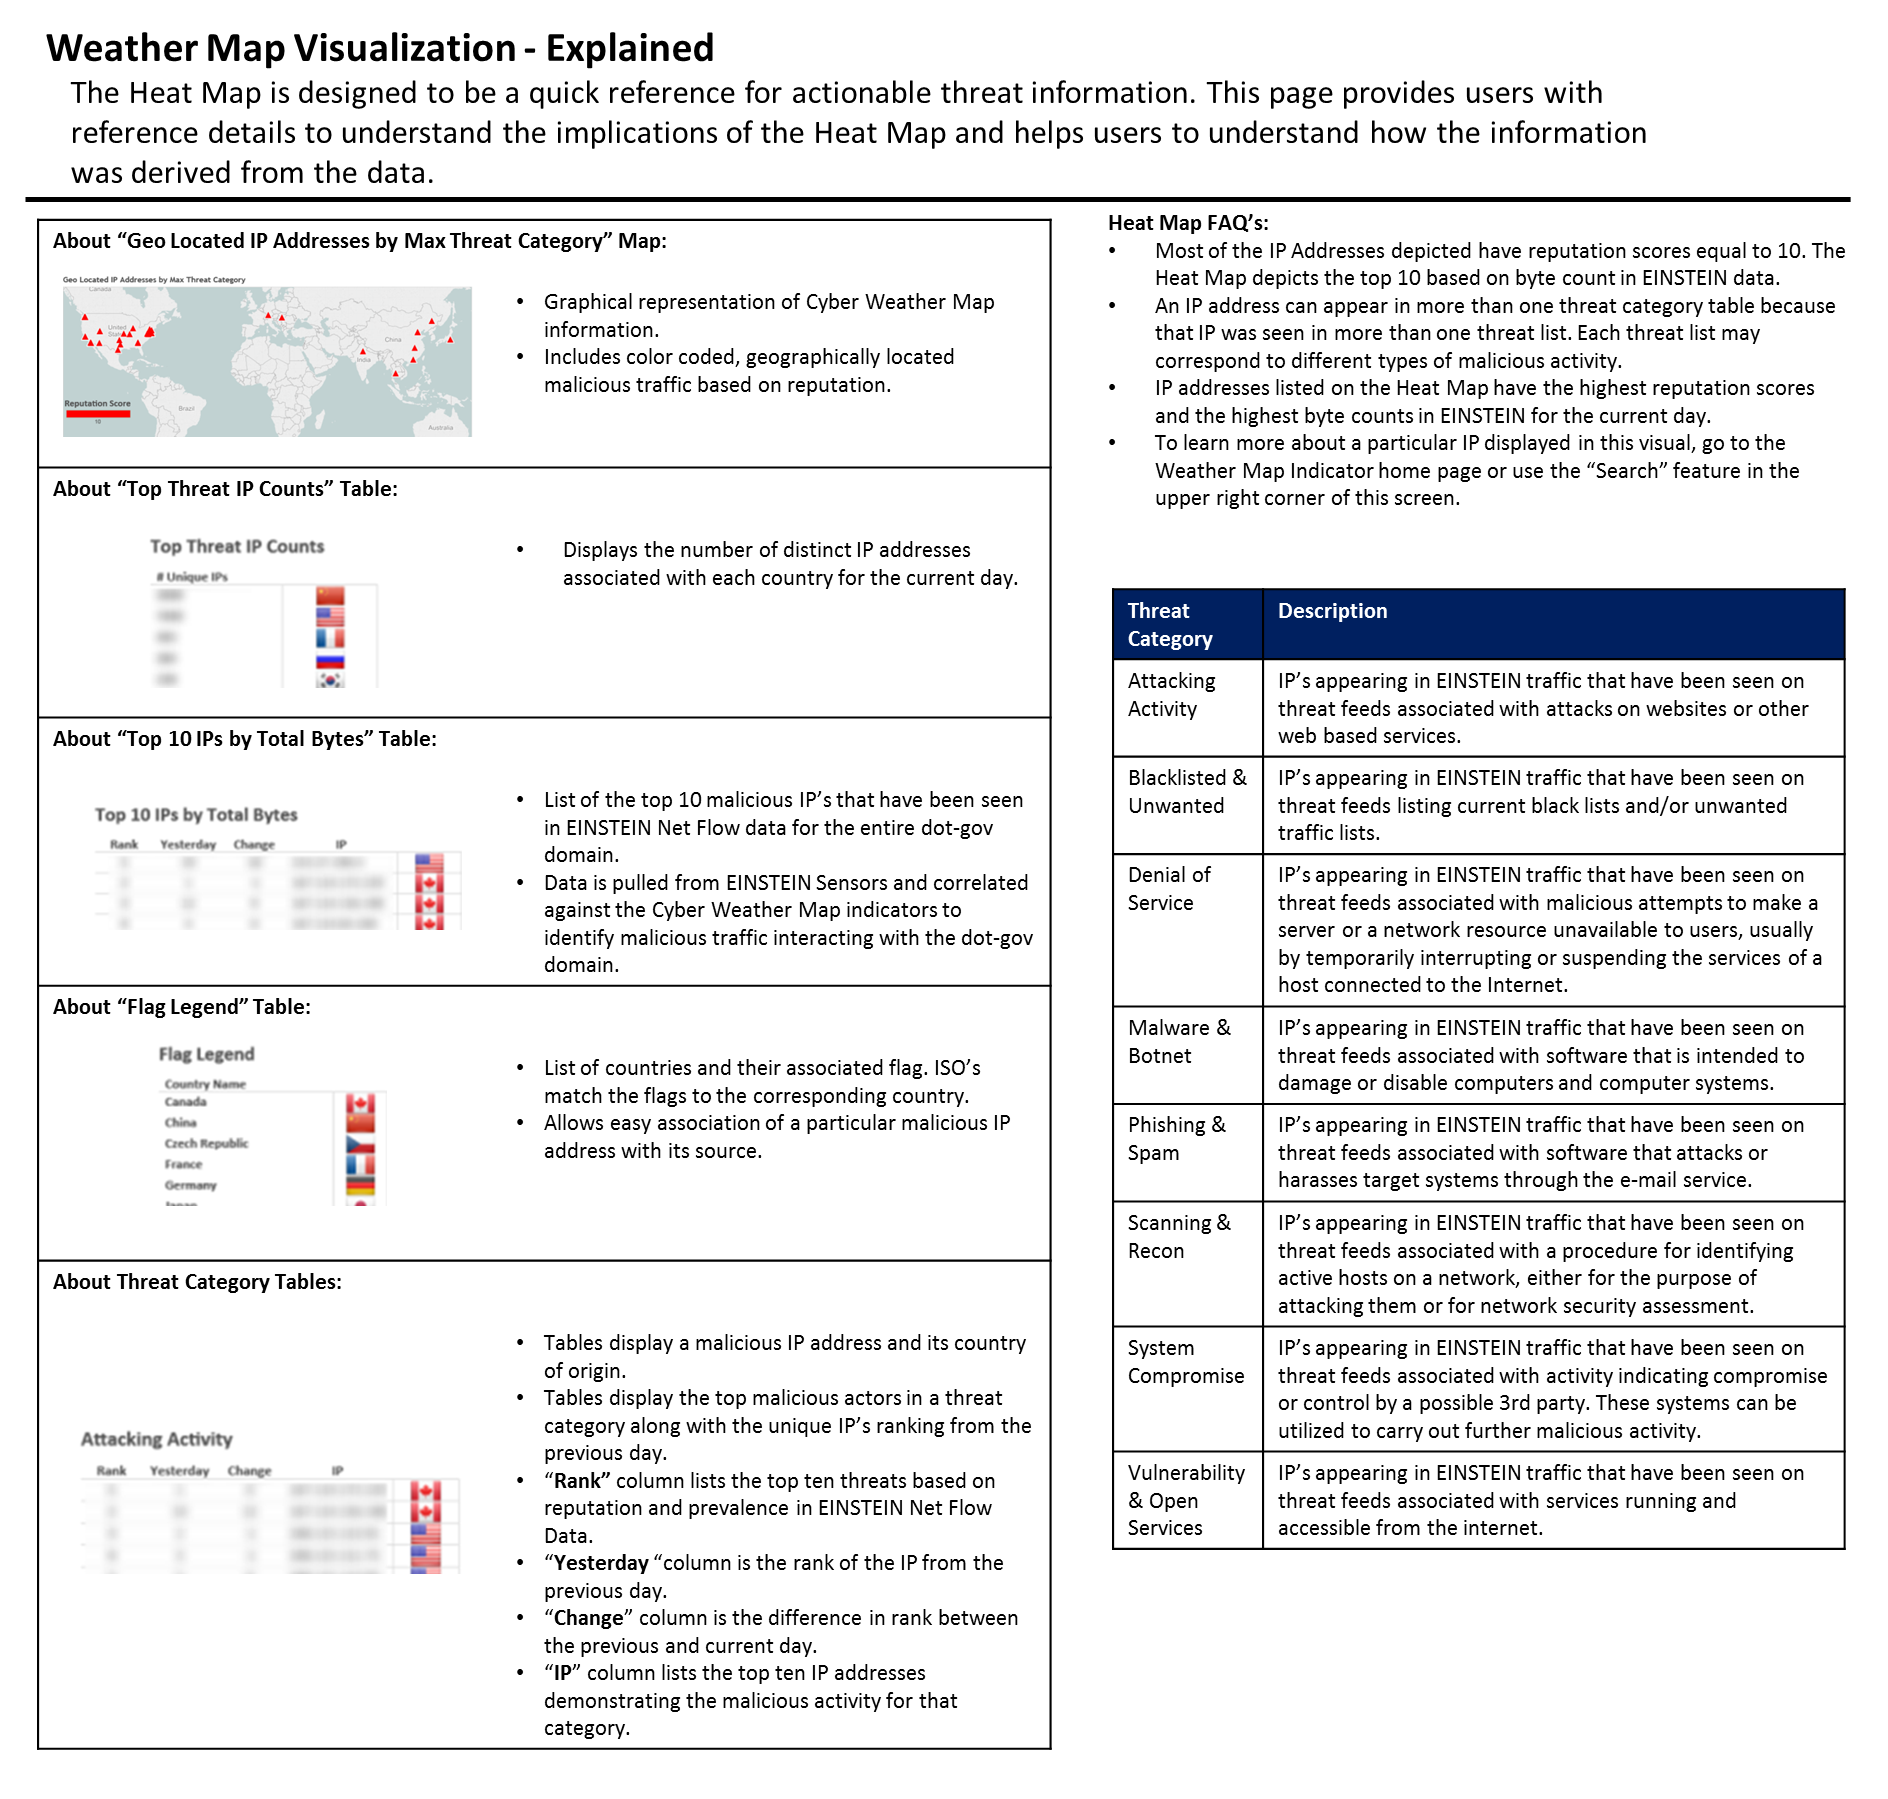 Weather Map Visualization - Explained
The Heat Map is designed to be a quick reference for actionable threat information. This page provides users with
reference details to understand the implications of the Heat Map and helps users to understand how the information
was derived from the data.
About “Geo Located IP Addresses by Max Threat Category” Map:
Geo Located IP Addresses by Max Threat Category
Canada
United
States
China
India
Brazil
Australia
Reputation Score
10
• Graphical representation of Cyber Weather Map
information.
• Includes color coded, geographically located
malicious traffic based on reputation.
About “Top Threat IP Counts” Table:
Top Threat IP Counts
# Unique IPs
• Displays the number of distinct IP addresses
associated with each country for the current day.
About “Top 10 IPs by Total Bytes” Table:
Top 10 IPs by Total Bytes
Rank Yesterday Change IP
• List of the top 10 malicious IP’s that have been seen
in EINSTEIN Net Flow data for the entire dot-gov
domain.
• Data is pulled from EINSTEIN Sensors and correlated
against the Cyber Weather Map indicators to
identify malicious traffic interacting with the dot-gov
domain.
About “Flag Legend” Table:
Flag Legend
Country Name
Canada
China
Czech Republic
France
Germany
Japan
• List of countries and their associated flag. ISO’s
match the flags to the corresponding country.
• Allows easy association of a particular malicious IP
address with its source.
About Threat Category Tables:
Attacking Activity
Rank Yesterday Change IP
• Tables display a malicious IP address and its country
of origin.
• Tables display the top malicious actors in a threat
category along with the unique IP’s ranking from the
previous day.
• “Rank” column lists the top ten threats based on
reputation and prevalence in EINSTEIN Net Flow
Data.
• “Yesterday “column is the rank of the IP from the
previous day.
• “Change” column is the difference in rank between
the previous and current day.
• “IP” column lists the top ten IP addresses
demonstrating the malicious activity for that
category.
Heat Map FAQ’s:
• Most of the IP Addresses depicted have reputation scores equal to 10. The
Heat Map depicts the top 10 based on byte count in EINSTEIN data.
• An IP address can appear in more than one threat category table because
that IP was seen in more than one threat list. Each threat list may
correspond to different types of malicious activity.
• IP addresses listed on the Heat Map have the highest reputation scores
and the highest byte counts in EINSTEIN for the current day.
• To learn more about a particular IP displayed in this visual, go to the
Weather Map Indicator home page or use the “Search” feature in the
upper right corner of this screen.
Threat
Category
Description
Attacking
Activity
IP’s appearing in EINSTEIN traffic that have been seen on
threat feeds associated with attacks on websites or other
web based services.
Blacklisted &
Unwanted
IP’s appearing in EINSTEIN traffic that have been seen on
threat feeds listing current black lists and/or unwanted
traffic lists.
Denial of
Service
IP’s appearing in EINSTEIN traffic that have been seen on
threat feeds associated with malicious attempts to make a
server or a network resource unavailable to users, usually
by temporarily interrupting or suspending the services of a
host connected to the Internet.
Malware &
Botnet
IP’s appearing in EINSTEIN traffic that have been seen on
threat feeds associated with software that is intended to
damage or disable computers and computer systems.
Phishing &
Spam
IP’s appearing in EINSTEIN traffic that have been seen on
threat feeds associated with software that attacks or
harasses target systems through the e-mail service.
Scanning &
Recon
IP’s appearing in EINSTEIN traffic that have been seen on
threat feeds associated with a procedure for identifying
active hosts on a network, either for the purpose of
attacking them or for network security assessment.
System
Compromise
IP’s appearing in EINSTEIN traffic that have been seen on
threat feeds associated with activity indicating compromise
or control by a possible 3rd party. These systems can be
utilized to carry out further malicious activity.
Vulnerability
& Open
Services
IP’s appearing in EINSTEIN traffic that have been seen on
threat feeds associated with services running and
accessible from the internet.